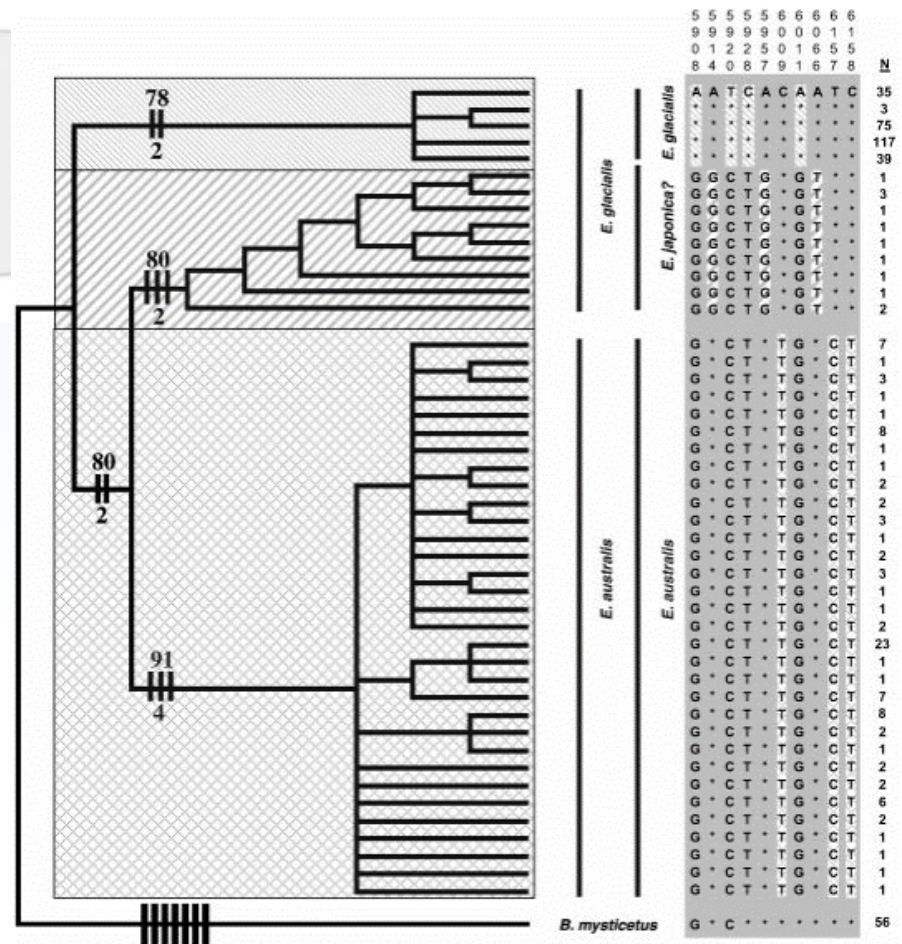 5 5 5 5 5 6 6 6 6 6
9 9 9 9 9 0 0 0 1 1
0 1 2 2 5 0 1 6 5 5
8 4 0 8 7 9 1 6 7 8 N
A A T C A C A A T C 35
* * * * * * * * * * 3
* * * * * * * * * * 75
* * * * * * * * * * 117
* * * * * * * * * * 39
G G C T G * G T * * 1
G G C T G * G T * * 3
G G C T G * G T * * 1
G G C T G * G T * * 1
G G C T G * G T * * 1
G G C T G * G T * * 1
G G C T G * G T * * 1
G G C T G * G T * * 1
G G C T G * G T * * 2
G * C T * T G * C T 7
G * C T * T G * C T 1
G * C T * T G * C T 3
G * C T * T G * C T 1
G * C T * T G * C T 1
G * C T * T G * C T 8
G * C T * T G * C T 1
G * C T * T G * C T 1
G * C T * T G * C T 2
G * C T * T G * C T 2
G * C T * T G * C T 3
G * C T * T G * C T 1
G * C T * T G * C T 2
G * C T * T G * C T 3
G * C T * T G * C T 1
G * C T * T G * C T 1
G * C T * T G * C T 2
G * C T * T G * C T 23
G * C T * T G * C T 1
G * C T * T G * C T 1
G * C T * T G * C T 7
G * C T * T G * C T 8
G * C T * T G * C T 2
G * C T * T G * C T 1
G * C T * T G * C T 2
G * C T * T G * C T 2
G * C T * T G * C T 6
G * C T * T G * C T 2
G * C T * T G * C T 1
G * C T * T G * C T 1
G * C T * T G * C T 1
G * C T * T G * C T 1
B. mysticetus G * C * * * * * * * 56
78
2
80
2
80
2
91
4
E. glacialis
E. glacialis
E. japonica?
E. australis
E. australis